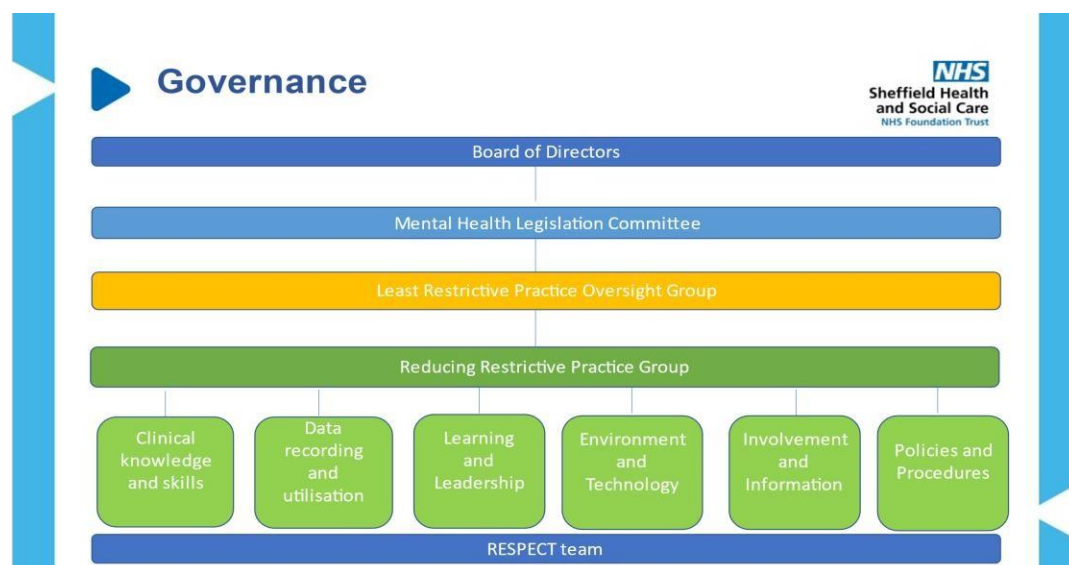 Governance
NHS
Sheffield Health
and Social Care
NHS Foundation Trust
Board of Directors
Mental Health Legislation Committee
Least Restrictive Practice Oversight Group
Reducing Restrictive Practice Group
Clinical
knowledge
and skills
Data
recording
and
utilisation
Learning
and
Leadership
Environment
and
Technology
Involvement
and
Information
Policies and
Procedures
RESPECT team